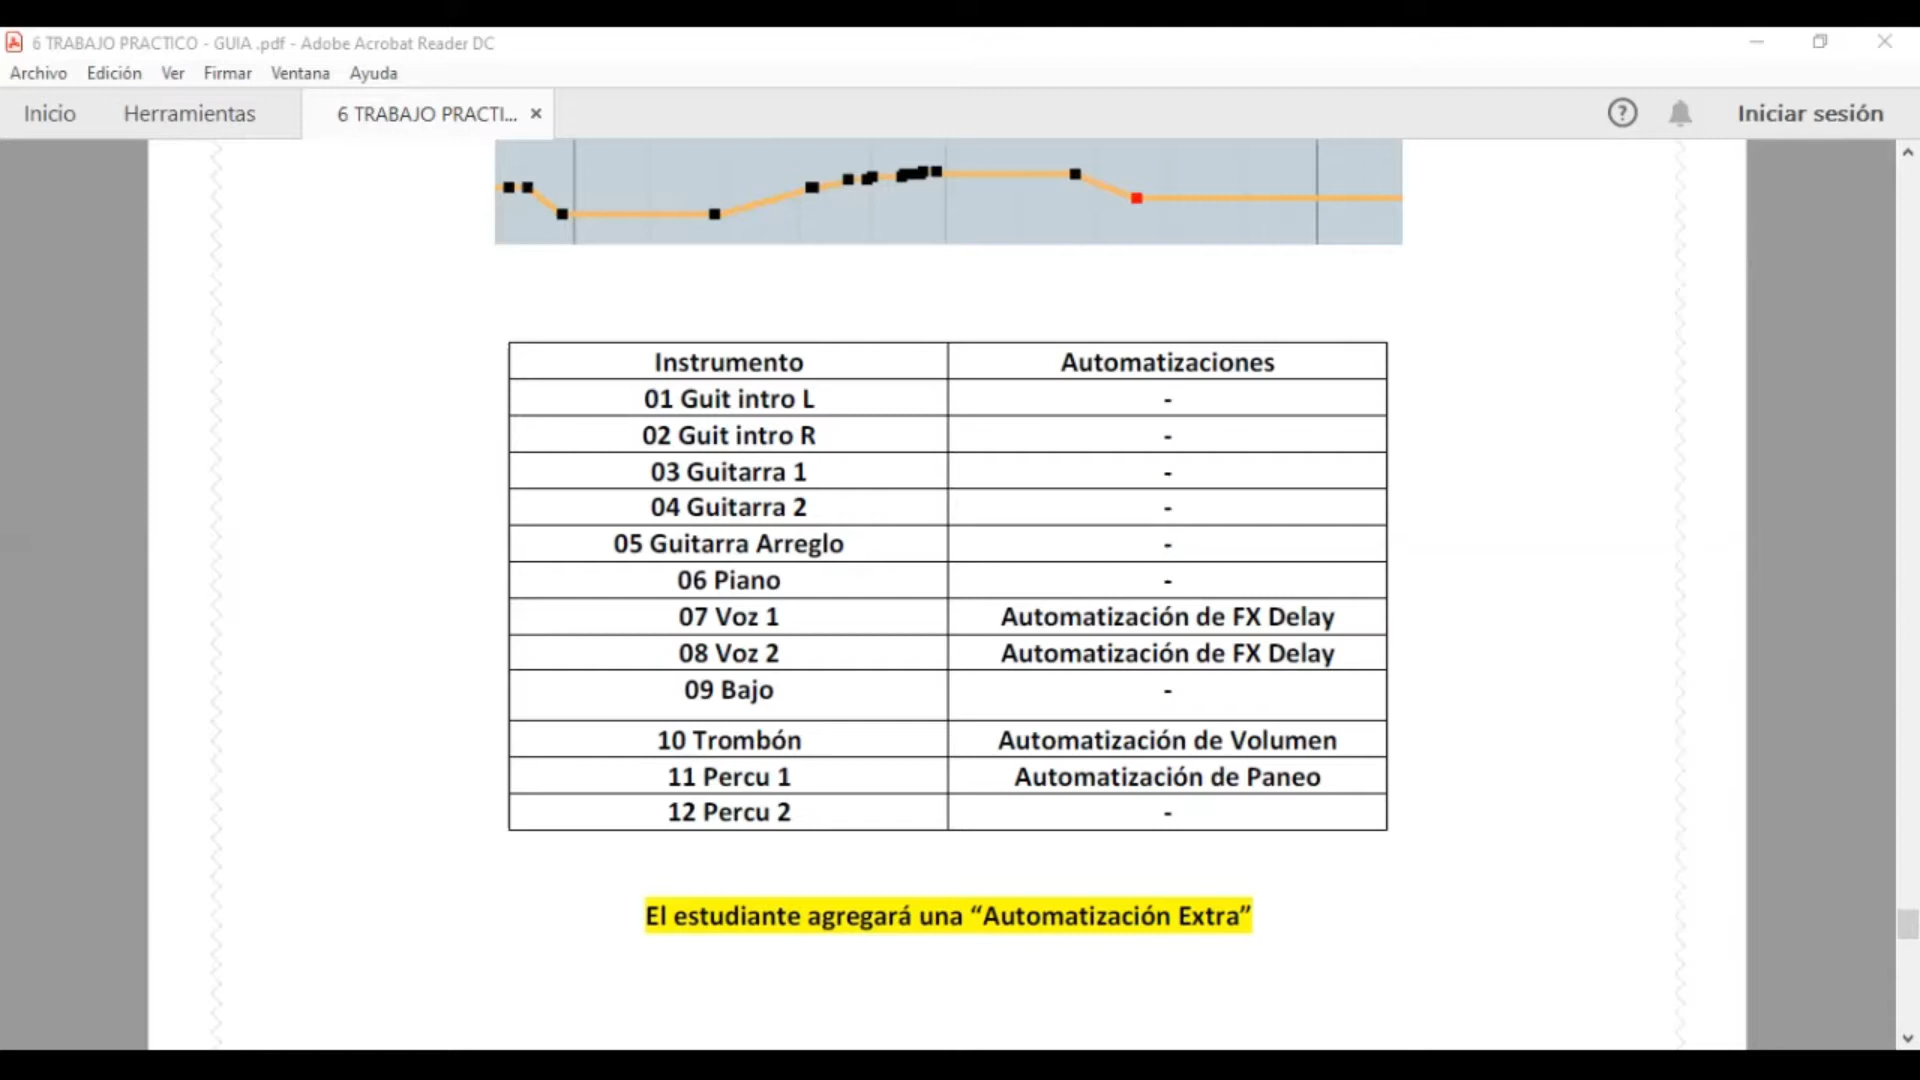 6 TRABAJO PRACTICO - GUIA .pdf - Adobe Acrobat Reader DC
Archivo Edición Ver Firmar Ventana Ayuda
Inicio Herramientas 6 TRABAJO PRACTI... Iniciar sesión
Instrumento Automatizaciones
01 Guit intro L -
02 Guit intro R -
03 Guitarra 1 -
04 Guitarra 2 -
05 Guitarra Arreglo -
06 Piano -
07 Voz 1 Automatización de FX Delay
08 Voz 2 Automatización de FX Delay
09 Bajo -
10 Trombón Automatización de Volumen
11 Percu 1 Automatización de Paneo
12 Percu 2 -
El estudiante agregará una “Automatización Extra”